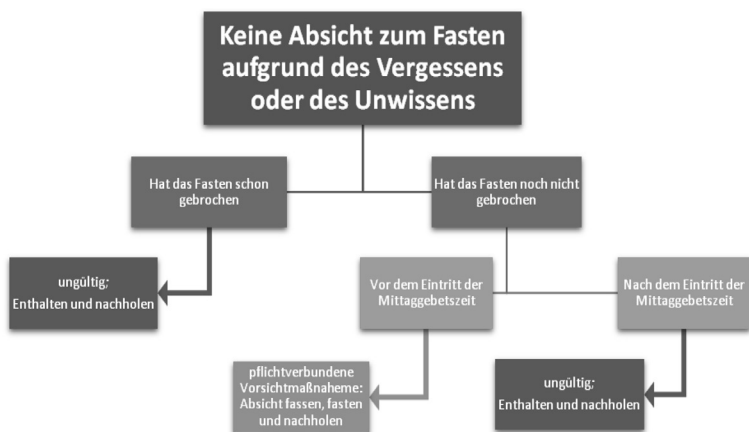 Keine Absicht zum Fasten
aufgrund des Vergessens
oder des Unwissens
Hat das Fasten schon
gebrochen
Hat das Fasten noch nicht
gebrochen
ungültig;
Enthalten und nachholen
Vor dem Eintritt der
Mittaggebetszeit
Nach dem Eintritt der
Mittaggebetszeit
pflichtverbundene
Vorsichtmaßnaheme:
Absicht fassen, fasten
und nachholen
ungültig;
Enthalten und nachholen